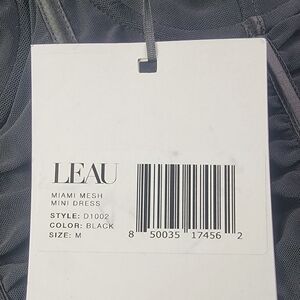 LEAU
MIAMI MESH
MINI DRESS
STYLE: D1002
COLOR: BLACK
SIZE: M
8 50035 17456 2